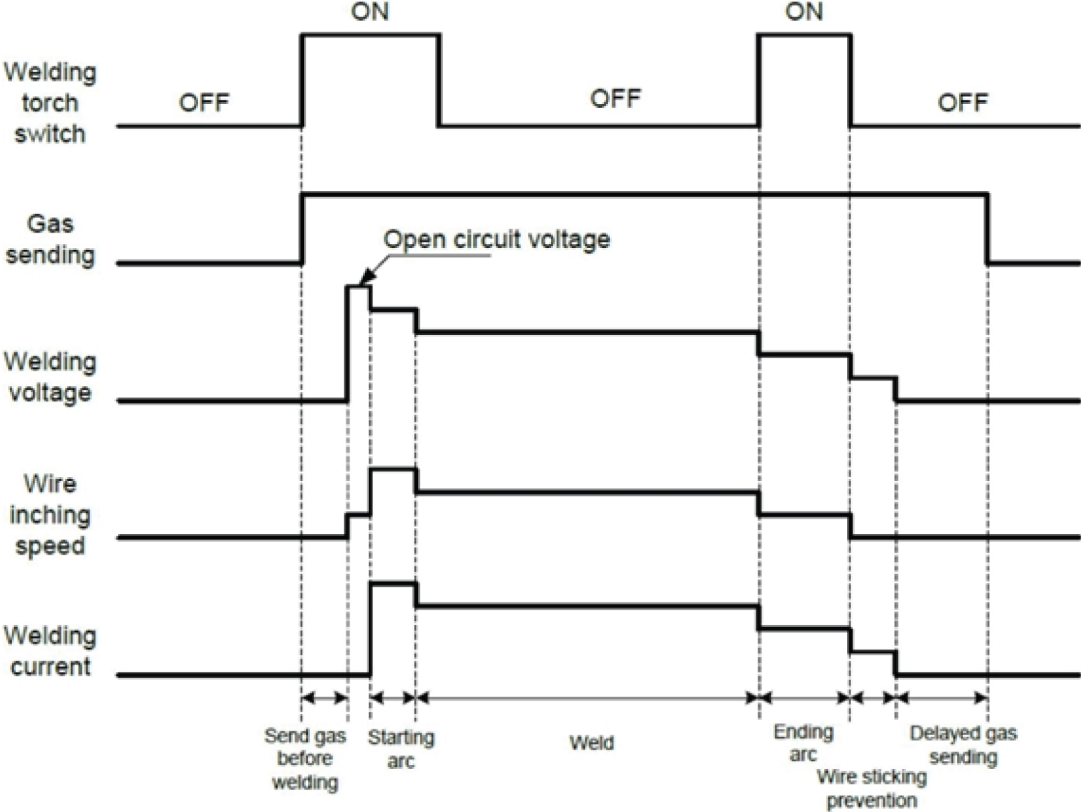 ON
ON
Welding
torch
switch
OFF
OFF
OFF
Gas
sending
Open circuit voltage
Welding
voltage
Wire
inching
speed
Welding
current
Send gas
before
welding
Starting
arc
Weld
Ending
arc
Wire sticking
prevention
Delayed gas
sending